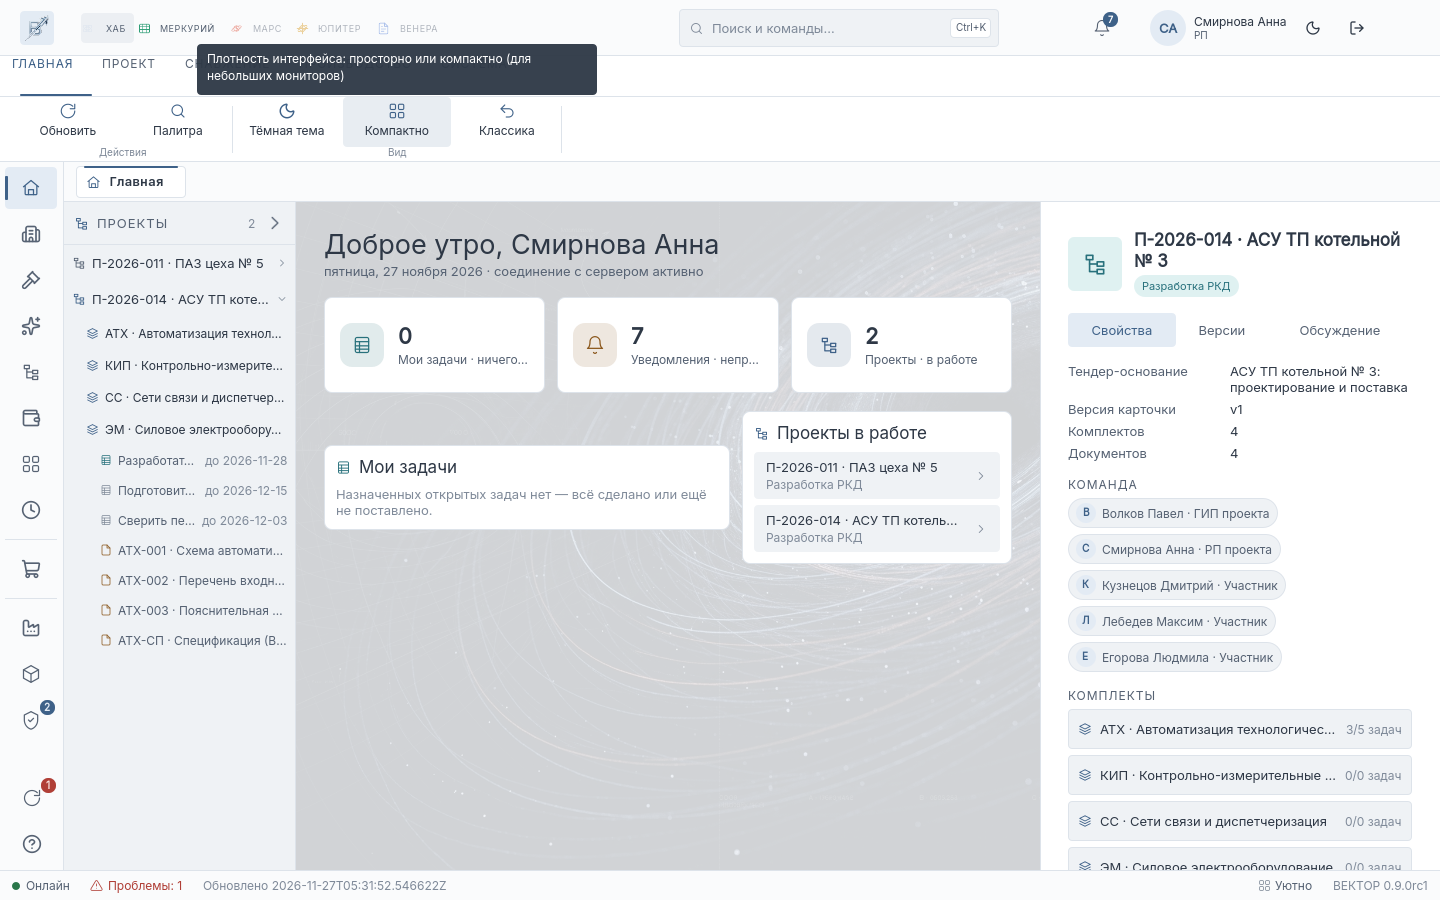 ХАБ
МЕРКУРИЙ
МАРС
ЮПИТЕР
ВЕНЕРА
Поиск и команды...
Ctrl+K
7
СА
Смирнова Анна
РП
ГЛАВНАЯ
ПРОЕКТ
Плотность интерфейса: просторно или компактно (для
небольших мониторов)
Обновить
Палитра
Тёмная тема
Компактно
Классика
Действия
Вид
Главная
ПРОЕКТЫ
2
П-2026-011 · ПАЗ цеха № 5
П-2026-014 · АСУ ТП коте...
АТХ · Автоматизация технол...
КИП · Контрольно-измерите...
СС · Сети связи и диспетчер...
ЭМ · Силовое электрообору...
Разработат... до 2026-11-28
Подготовит... до 2026-12-15
Сверить пе... до 2026-12-03
АТХ-001 · Схема автомати...
АТХ-002 · Перечень входн...
АТХ-003 · Пояснительная ...
АТХ-СП · Спецификация (В...
2
1
Доброе утро, Смирнова Анна
пятница, 27 ноября 2026 · соединение с сервером активно
0
Мои задачи · ничего...
7
Уведомления · непр...
2
Проекты · в работе
Мои задачи
Назначенных открытых задач нет — всё сделано или ещё
не поставлено.
Проекты в работе
П-2026-011 · ПАЗ цеха № 5
Разработка РКД
П-2026-014 · АСУ ТП котель...
Разработка РКД
П-2026-014 · АСУ ТП котельной
№ 3
Разработка РКД
Свойства
Версии
Обсуждение
Тендер-основание
АСУ ТП котельной № 3:
проектирование и поставка
Версия карточки
v1
Комплектов
4
Документов
4
КОМАНДА
В Волков Павел · ГИП проекта
С Смирнова Анна · РП проекта
К Кузнецов Дмитрий · Участник
Л Лебедев Максим · Участник
Е Егорова Людмила · Участник
КОМПЛЕКТЫ
АТХ · Автоматизация технологичес... 3/5 задач
КИП · Контрольно-измерительные ... 0/0 задач
СС · Сети связи и диспетчеризация 0/0 задач
ЭМ · Силовое электрооборудование 0/0 задач
Онлайн
Проблемы: 1
Обновлено 2026-11-27T05:31:52.546622Z
Уютно
ВЕКТОР 0.9.0rc1